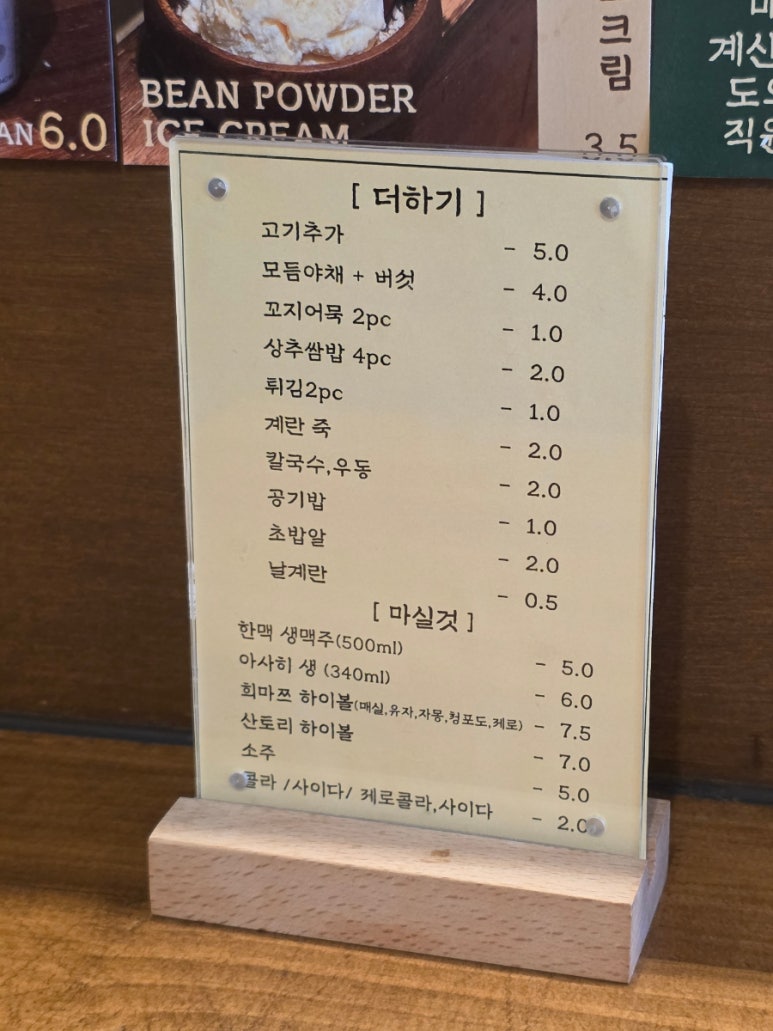 AN 6.0
BEAN POWDER
ICE CREAM
크림
3.5
계산
직원
[ 더하기 ]
고기추가 - 5.0
모듬야채 + 버섯 - 4.0
꼬지어묵 2pc - 1.0
상추쌈밥 4pc - 2.0
튀김2pc - 1.0
계란 죽 - 2.0
칼국수,우동 - 2.0
공기밥 - 1.0
초밥알 - 2.0
날계란 - 0.5
[ 마실것 ]
한맥 생맥주(500ml) - 5.0
아사히 생 (340ml) - 6.0
희마쯔 하이볼(매실,유자,자몽,청포도,케로) - 7.5
산토리 하이볼 - 7.0
소주 - 5.0
콜라 /사이다/ 케로콜라,사이다 - 2.0